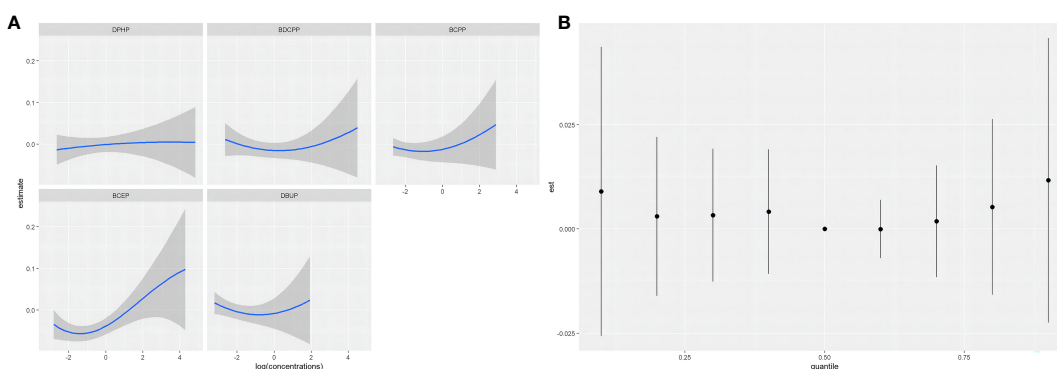 A
DPHP
BDCPP
BCPP
0.2
0.1
0.0
-2
0
2
4
estimate
BCEP
DBUP
0.2
0.1
0.0
-2
0
2
4
-2
0
2
4
log(concentrations)
B
est
0.025
0.000
-0.025
0.25
0.50
0.75
quantile